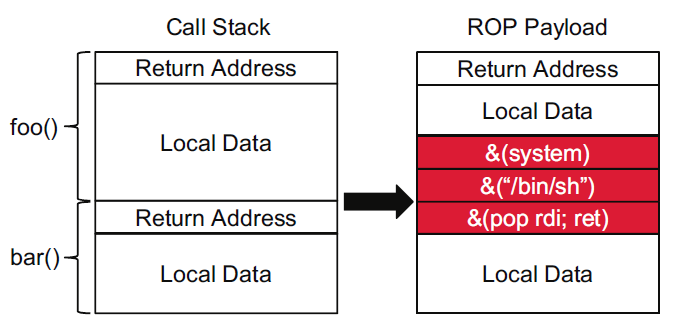 Call Stack
Return Address
Local Data
Return Address
Local Data
foo()
bar()
ROP Payload
Return Address
Local Data
&(system)
&(“/bin/sh”)
&(pop rdi; ret)
Local Data